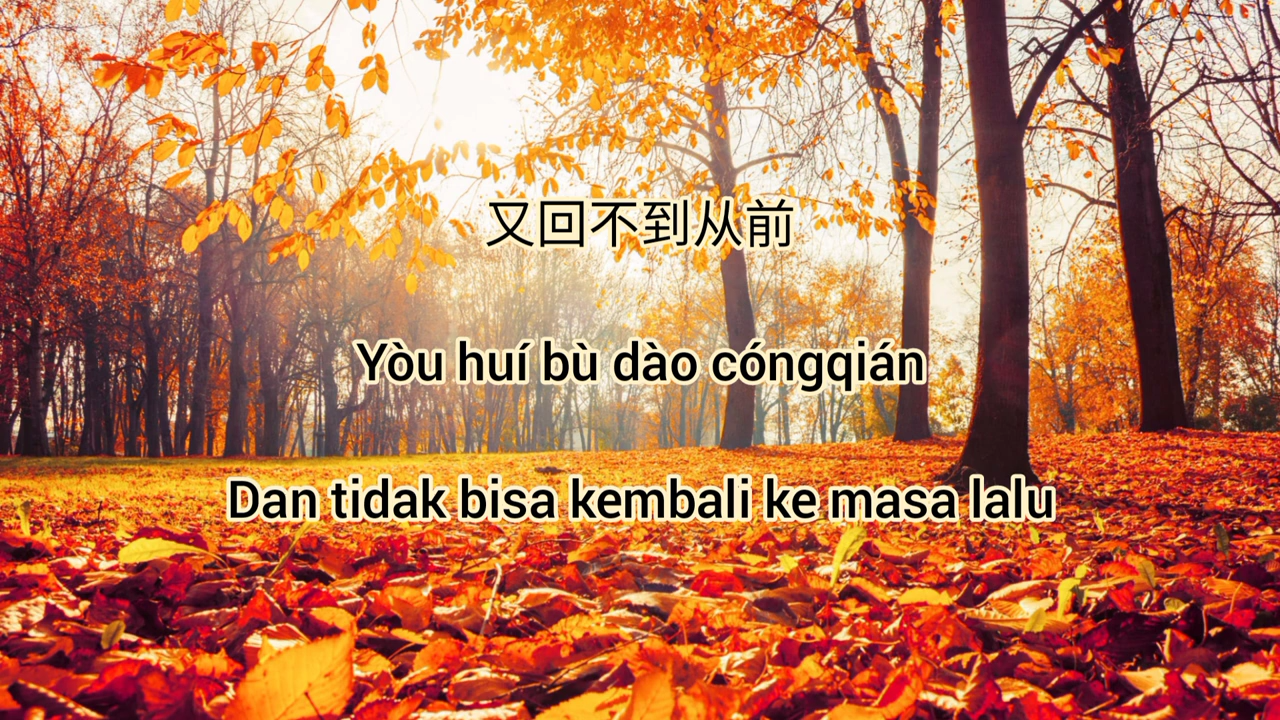 又回不到从前
Yòu huí bù dào cóngqián
Dan tidak bisa kembali ke masa lalu